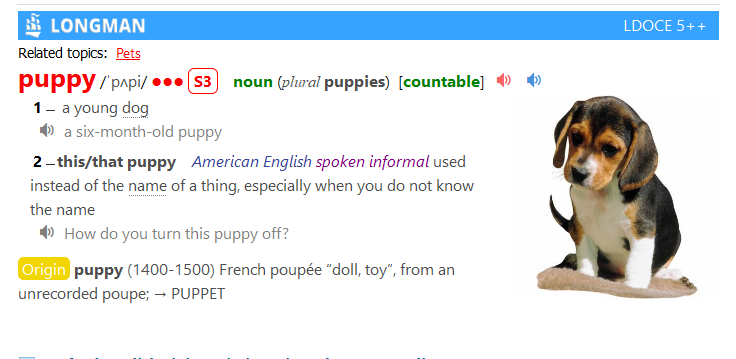 LONGMAN LDOCE 5++
Related topics: Pets
puppy /ˈpʌpi/ ●●● S3 noun (plural puppies) [countable]
1 – a young dog
a six-month-old puppy
2 – this/that puppy American English spoken informal used
instead of the name of a thing, especially when you do not know
the name
How do you turn this puppy off?
Origin puppy (1400-1500) French poupée “doll, toy”, from an
unrecorded poupe; → PUPPET